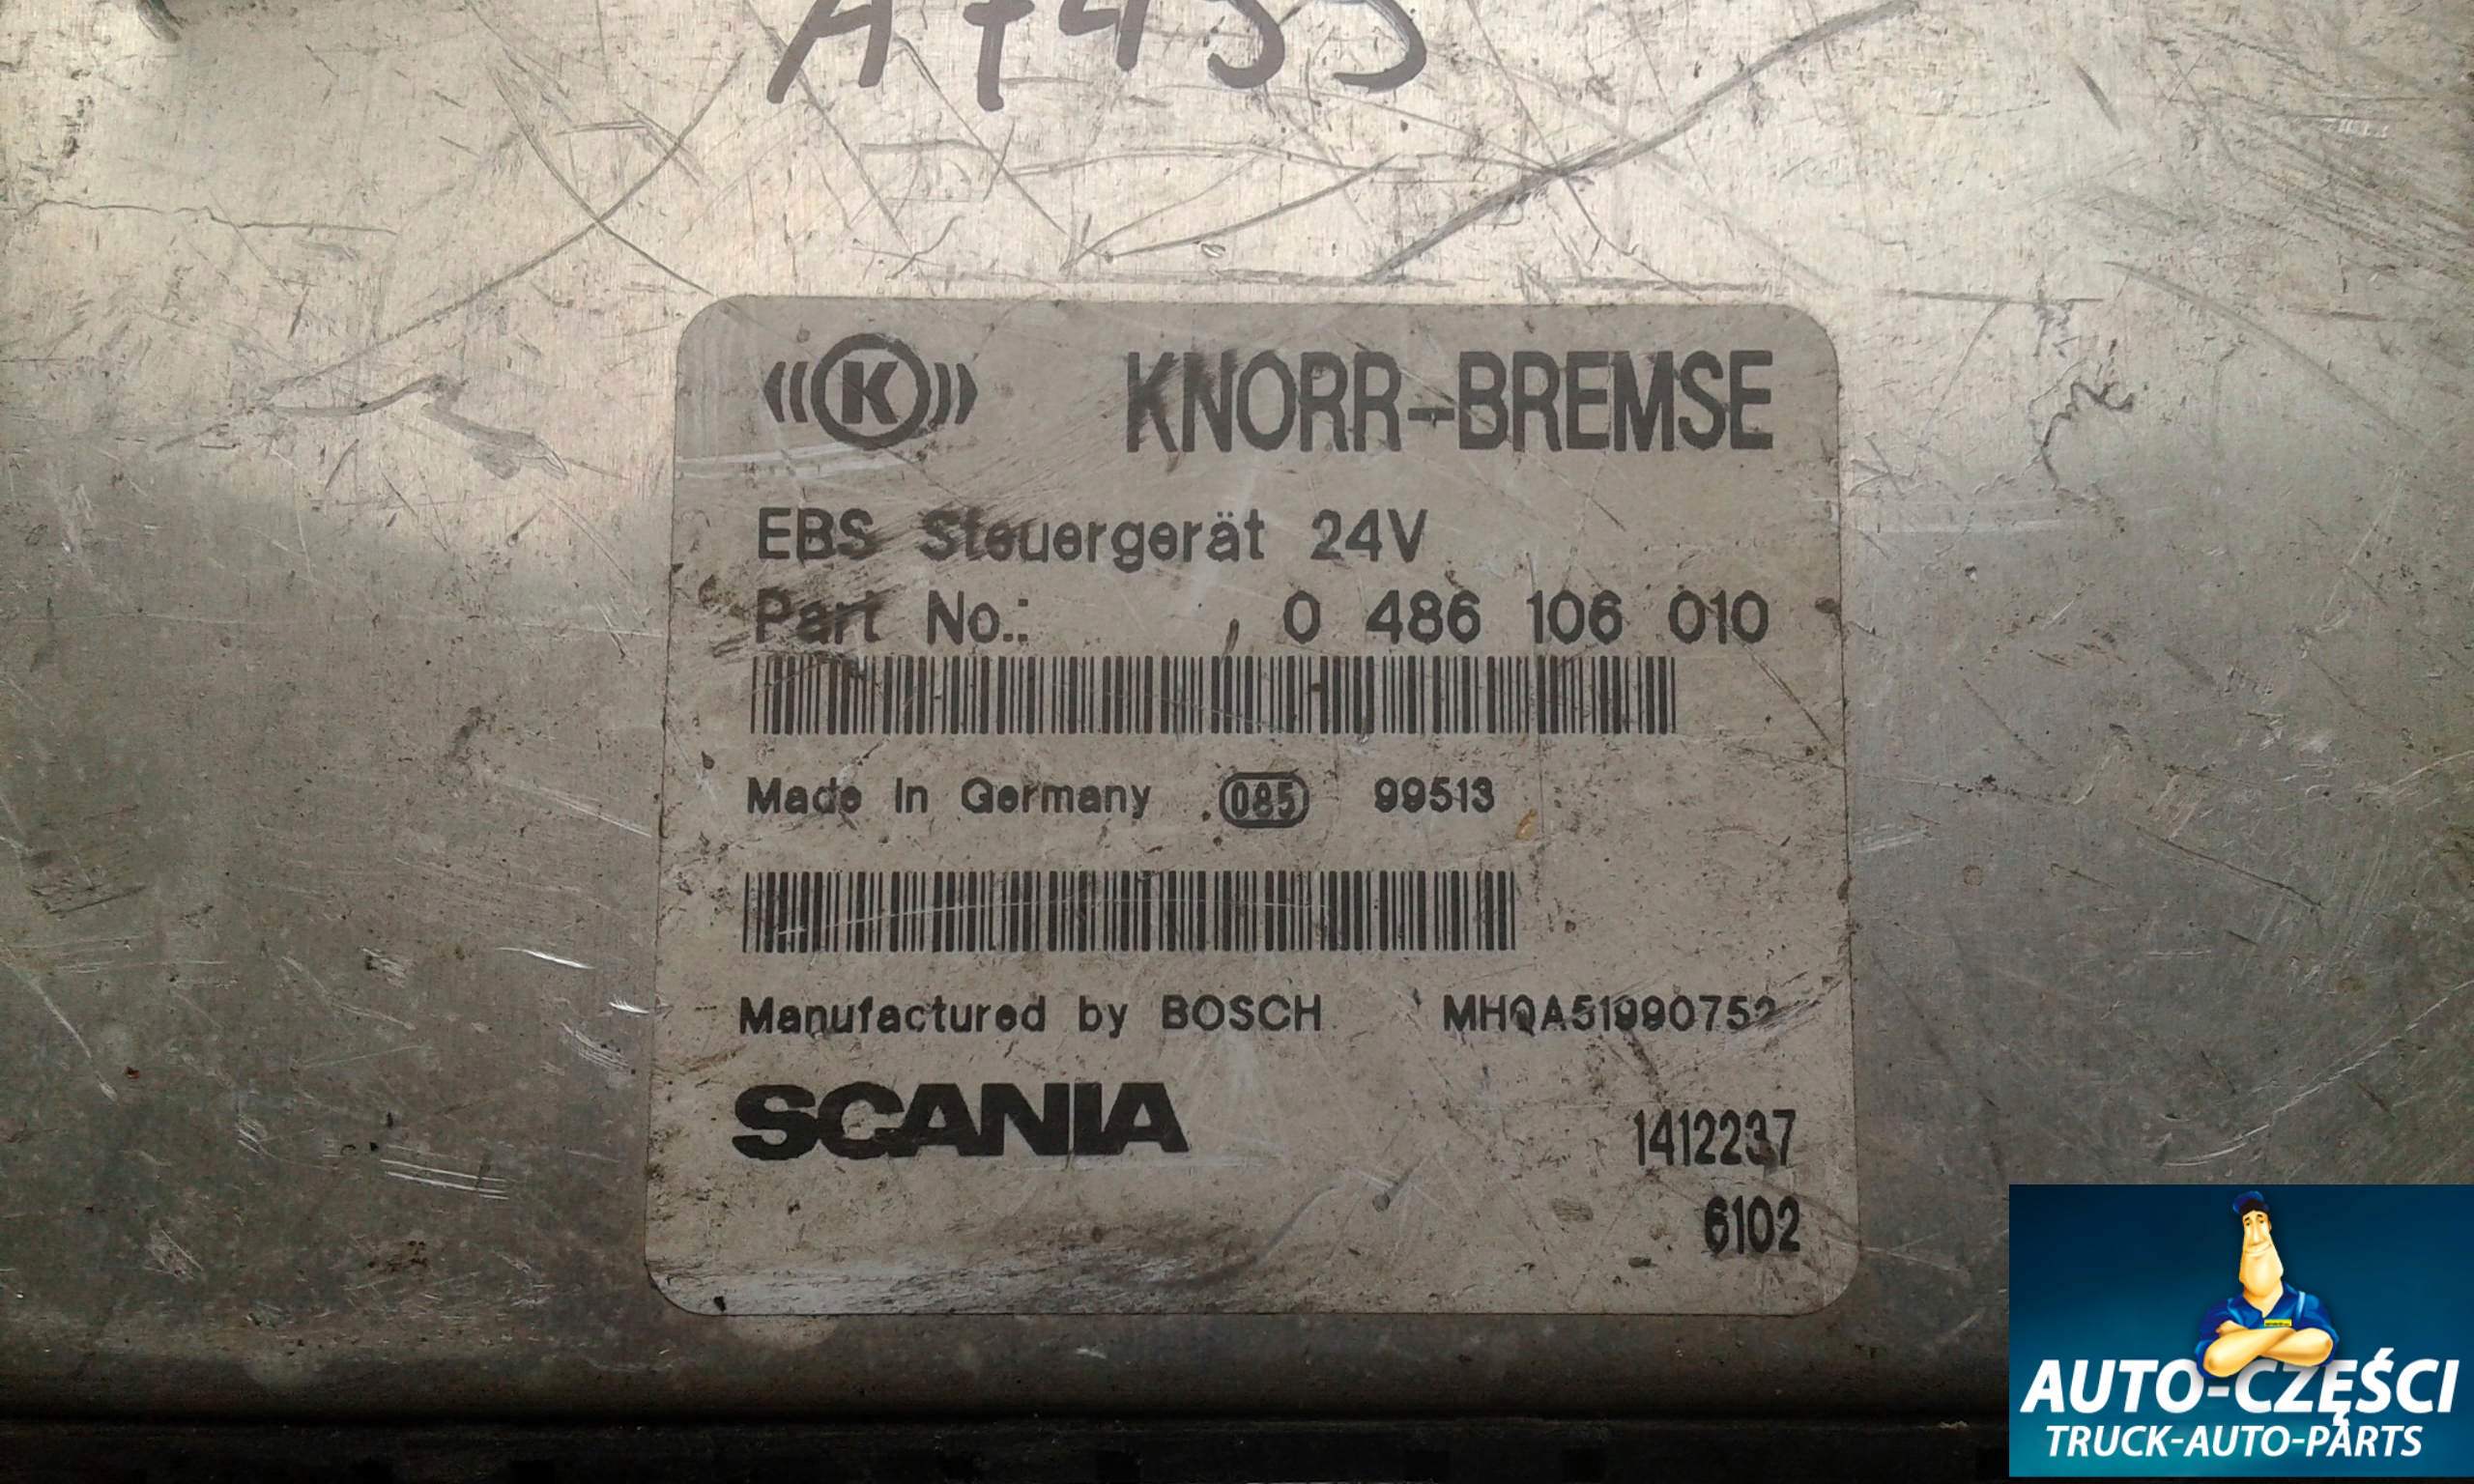 K KNORR-BREMSE
EBS Steuergerät 24V
Part No.: 0 486 106 010
Made In Germany 085 99513
Manufactured by BOSCH
SCANIA 1412237
6102
AUTO-CZĘŚCI
TRUCK-AUTO-PARTS